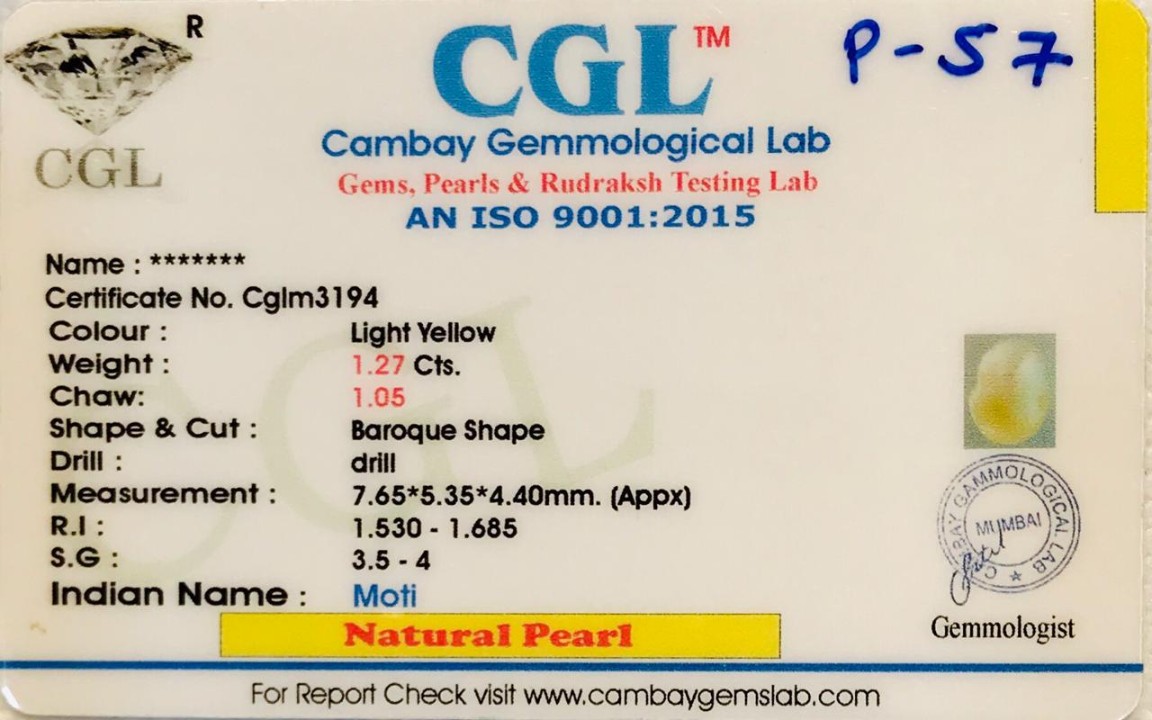 R
CGL
CGL™
P-57
Cambay Gemmological Lab
Gems, Pearls & Rudraksh Testing Lab
AN ISO 9001:2015
Name : *******
Certificate No. Cglm3194
Colour : Light Yellow
Weight : 1.27 Cts.
Chaw: 1.05
Shape & Cut : Baroque Shape
Drill : drill
Measurement : 7.65*5.35*4.40mm. (Appx)
R.I : 1.530 - 1.685
S.G : 3.5 - 4
Indian Name : Moti
Natural Pearl
CAMBAY GAMMOLOGICAL LAB
MUMBAI
Gemmologist
For Report Check visit www.cambaygemslab.com
CGL